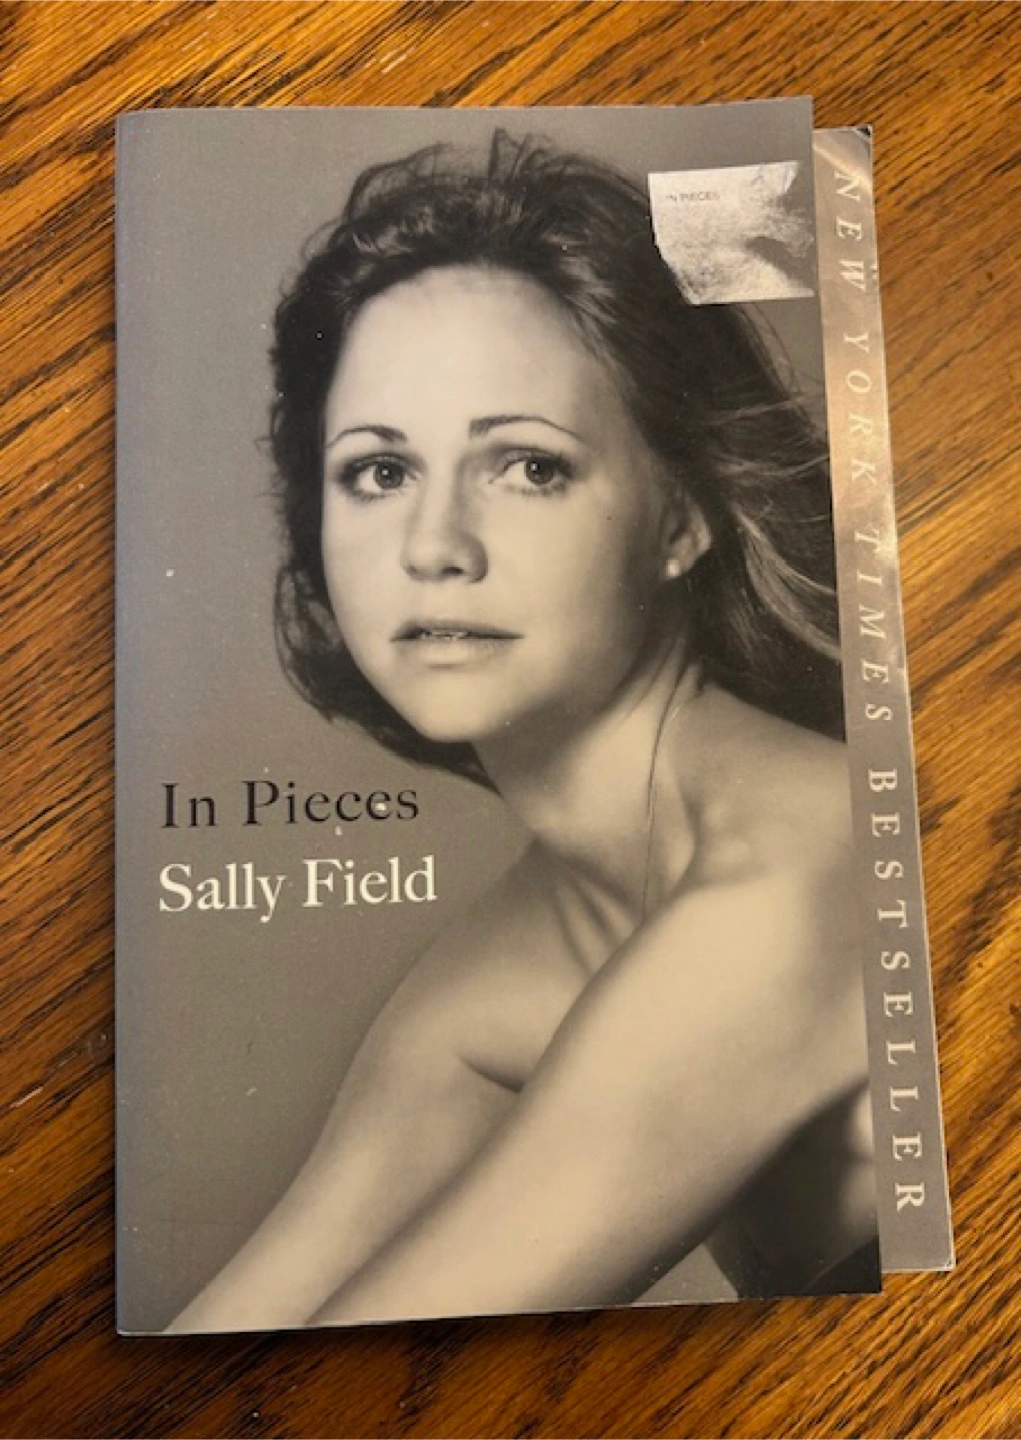 IN PIECES
In Pieces
Sally Field
NEW YORK TIMES BESTSELLER